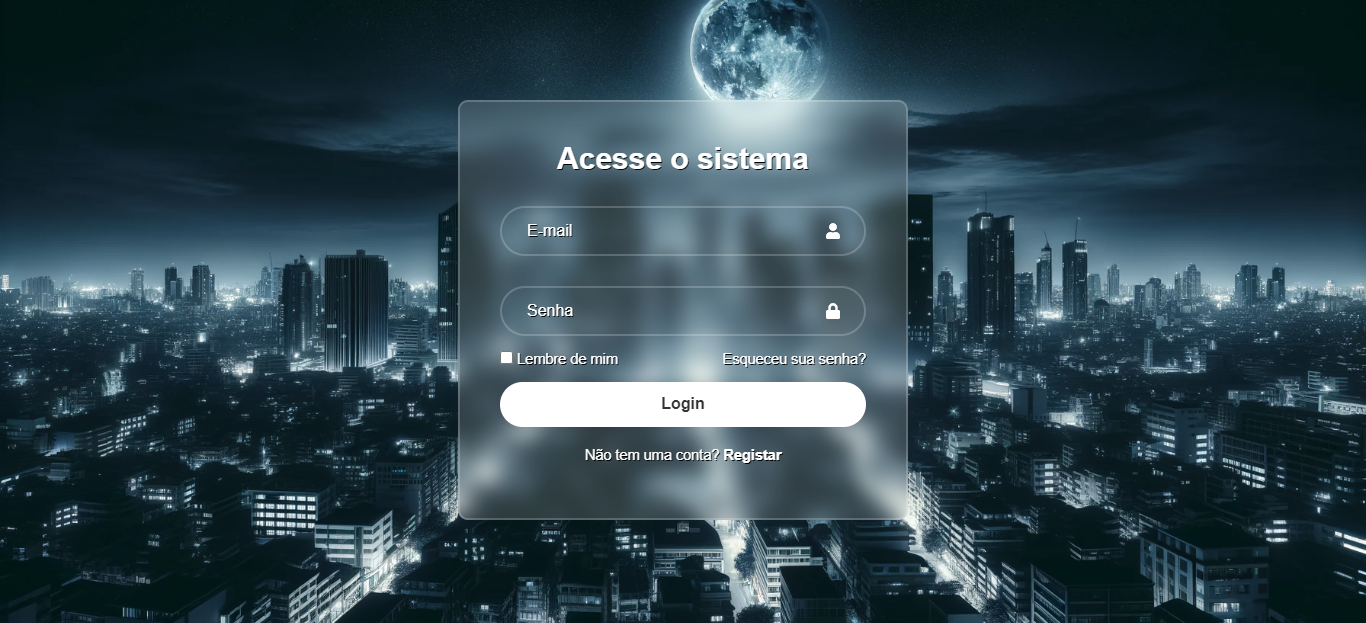 Acesse o sistema
E-mail
Senha
Lembre de mim Esqueceu sua senha?
Login
Não tem uma conta? Registar